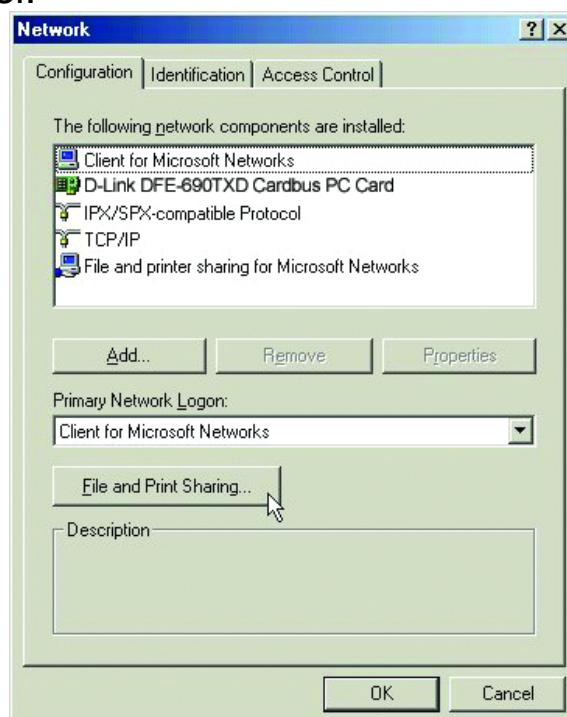 Network
Configuration Identification Access Control
The following network components are installed:
Client for Microsoft Networks
D-Link DFE-690TXD Cardbus PC Card
IPX/SPX-compatible Protocol
TCP/IP
File and printer sharing for Microsoft Networks
Add... Remove Properties
Primary Network Logon:
Client for Microsoft Networks
File and Print Sharing...
Description
OK Cancel